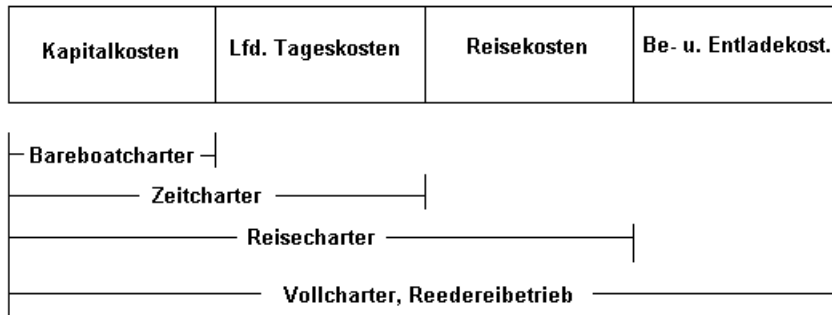 Kapitalkosten
Lfd. Tageskosten
Reisekosten
Be- u. Entladekost.
Bareboatcharter
Zeitcharter
Reisecharter
Vollcharter, Reedereibetrieb